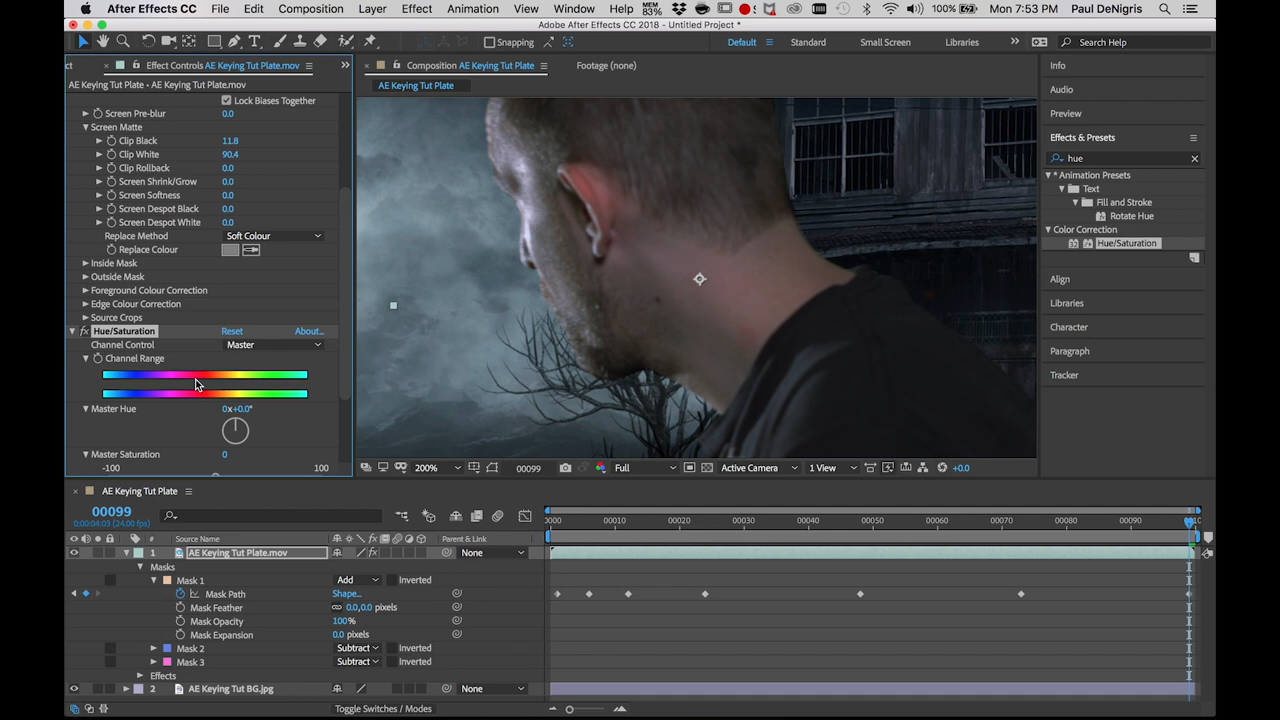 After Effects CC File Edit Composition Layer Effect Animation View Window Help MEM 83% 100% Mon 7:53 PM Paul DeNigris
Adobe After Effects CC 2018 - Untitled Project *
Snapping Default Standard Small Screen Libraries Search Help
ct Effect Controls AE Keying Tut Plate.mov Composition AE Keying Tut Plate Footage (none) Info
AE Keying Tut Plate • AE Keying Tut Plate.mov AE Keying Tut Plate Audio
Lock Biases Together
Screen Pre-blur 0.0 Preview
Screen Matte
Clip Black 11.8 Effects & Presets
Clip White 90.4 hue
Clip Rollback 0.0 * Animation Presets
Screen Shrink/Grow 0.0 Text
Screen Softness 0.0 Fill and Stroke
Screen Despot Black 0.0 Rotate Hue
Screen Despot White 0.0 Color Correction
Replace Method Soft Colour Hue/Saturation
Replace Colour
Inside Mask
Outside Mask Align
Foreground Colour Correction
Edge Colour Correction Libraries
Source Crops
Hue/Saturation Reset About... Character
Channel Control Master Paragraph
Channel Range
Tracker
Master Hue 0x+0.0°
Master Saturation 0
-100 100 200% 00099 Full Active Camera 1 View +0.0
AE Keying Tut Plate
00099
0:00:04:03 (24.00 fps) 0000 00010 00020 00030 00040 00050 00060 00070 00080 00090 10
# Source Name fx Parent & Link
1 AE Keying Tut Plate.mov fx None
Masks
Mask 1 Add Inverted
Mask Path Shape...
Mask Feather 0.0,0.0 pixels
Mask Opacity 100%
Mask Expansion 0.0 pixels
Mask 2 Subtract Inverted
Mask 3 Subtract Inverted
Effects
2 AE Keying Tut BG.jpg None
Toggle Switches / Modes